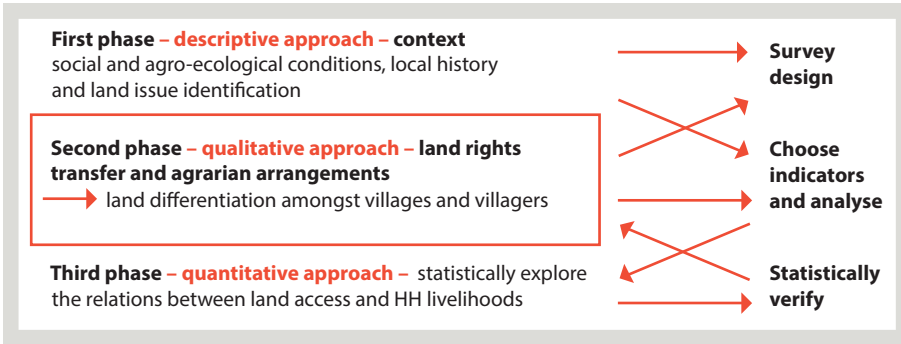 First phase – descriptive approach – context
social and agro-ecological conditions, local history
and land issue identification
Survey
design
Second phase – qualitative approach – land rights
transfer and agrarian arrangements
land differentiation amongst villages and villagers
Choose
indicators
and analyse
Third phase – quantitative approach – statistically explore
the relations between land access and HH livelihoods
Statistically
verify